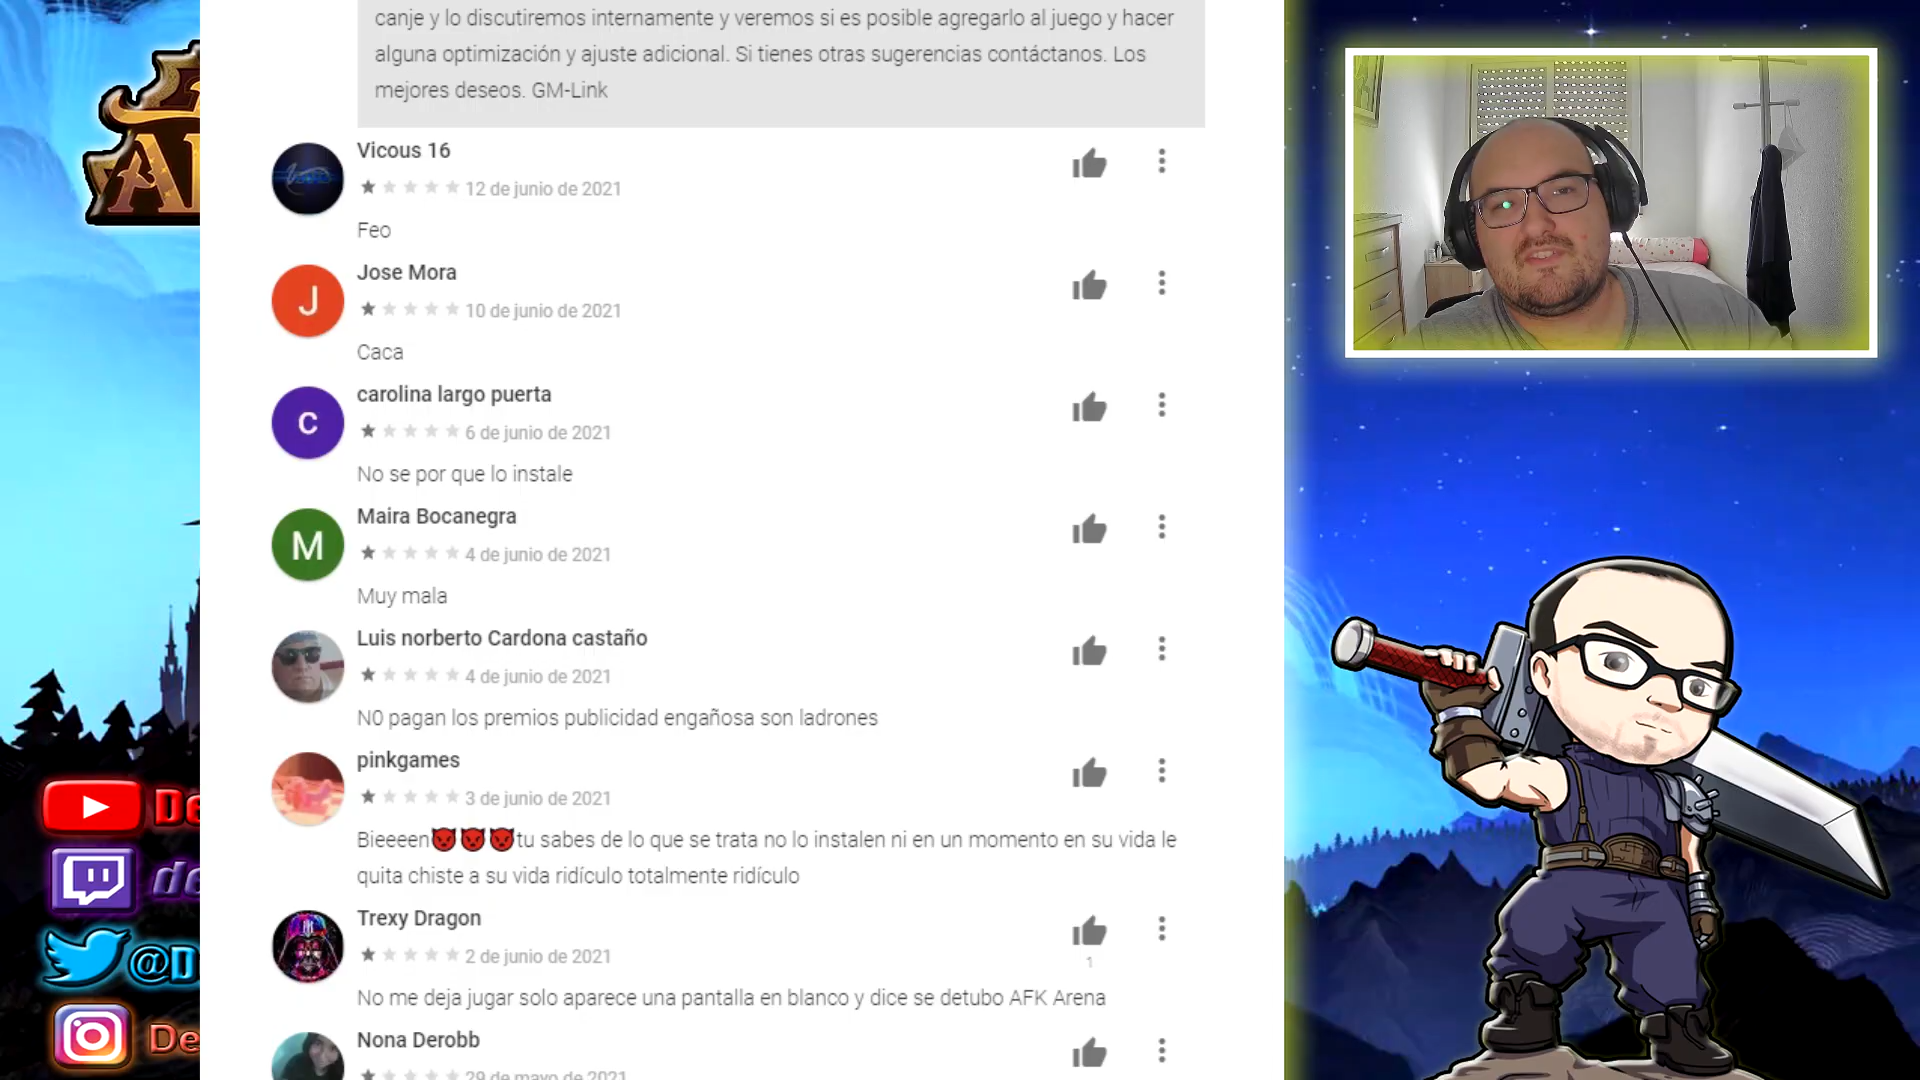 canje y lo discutiremos internamente y veremos si es posible agregarlo al juego y hacer
alguna optimización y ajuste adicional. Si tienes otras sugerencias contáctanos. Los
mejores deseos. GM-Link
Vicous 16
12 de junio de 2021
Feo
J
Jose Mora
10 de junio de 2021
Caca
c
carolina largo puerta
6 de junio de 2021
No se por que lo instale
M
Maira Bocanegra
4 de junio de 2021
Muy mala
Luis norberto Cardona castaño
4 de junio de 2021
N0 pagan los premios publicidad engañosa son ladrones
pinkgames
3 de junio de 2021
Bieeeen👿👿👿tu sabes de lo que se trata no lo instalen ni en un momento en su vida le
quita chiste a su vida ridículo totalmente ridículo
Trexy Dragon
2 de junio de 2021
1
No me deja jugar solo aparece una pantalla en blanco y dice se detubo AFK Arena
Nona Derobb
29 de mayo de 2021
De
de
@D
De